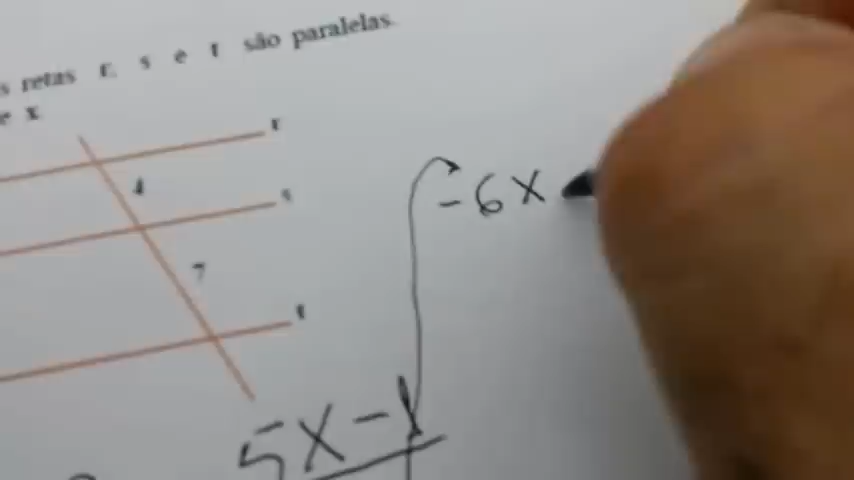 s retas r, s e t são paralelas.
e x
r
4
s
7
t
-6x
5x-1